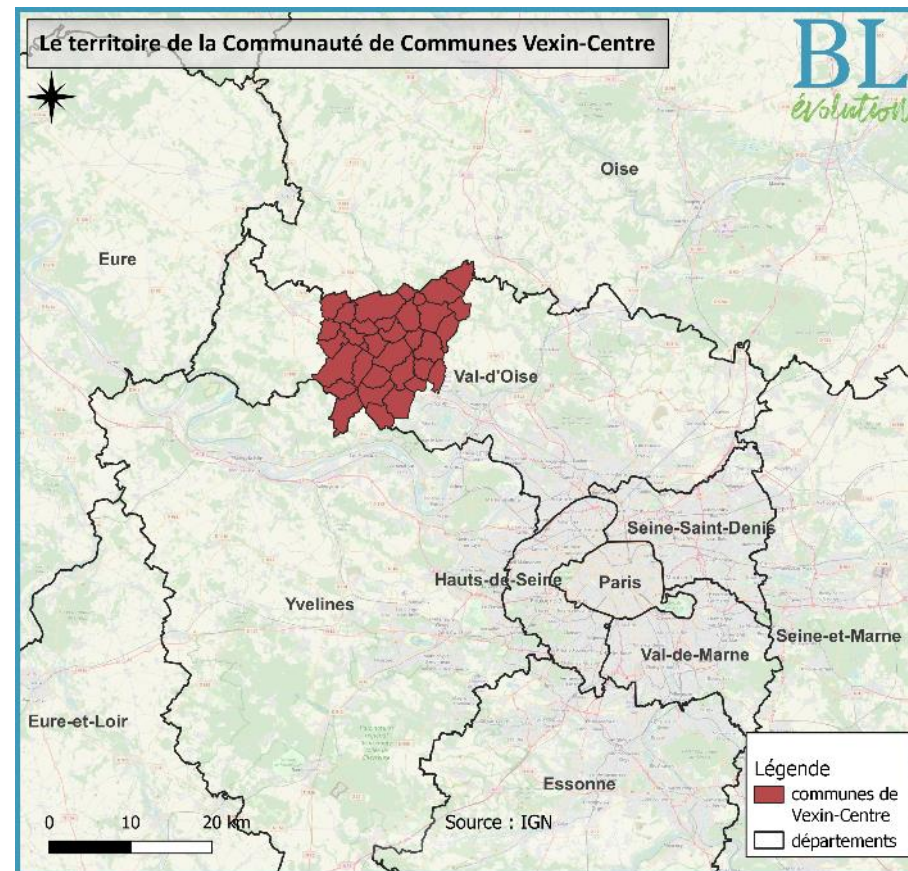 Le territoire de la Communauté de Communes Vexin-Centre
BL
évolution
Oise
Eure
Val-d'Oise
Seine-Saint-Denis
Hauts-de-Seine
Paris
Yvelines
Seine-et-Marne
Val-de-Marne
Eure-et-Loir
Essonne
Légende
communes de
Vexin-Centre
départements
0 10 20 km
Source : IGN